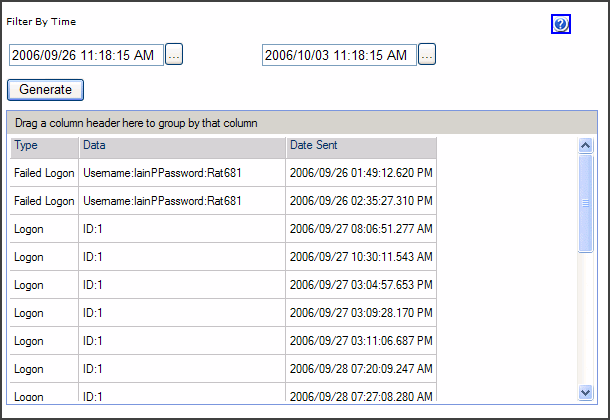 Filter By Time
?
2006/09/26 11:18:15 AM ... 2006/10/03 11:18:15 AM ...
Generate
Drag a column header here to group by that column
Type Data Date Sent
Failed Logon Username:IainPPassword:Rat681 2006/09/26 01:49:12.620 PM
Failed Logon Username:IainPPassword:Rat681 2006/09/26 02:35:27.310 PM
Logon ID:1 2006/09/27 08:06:51.277 AM
Logon ID:1 2006/09/27 10:30:11.543 AM
Logon ID:1 2006/09/27 03:04:57.653 PM
Logon ID:1 2006/09/27 03:09:28.170 PM
Logon ID:1 2006/09/27 03:11:06.687 PM
Logon ID:1 2006/09/28 07:20:09.247 AM
Logon ID:1 2006/09/28 07:27:08.280 AM